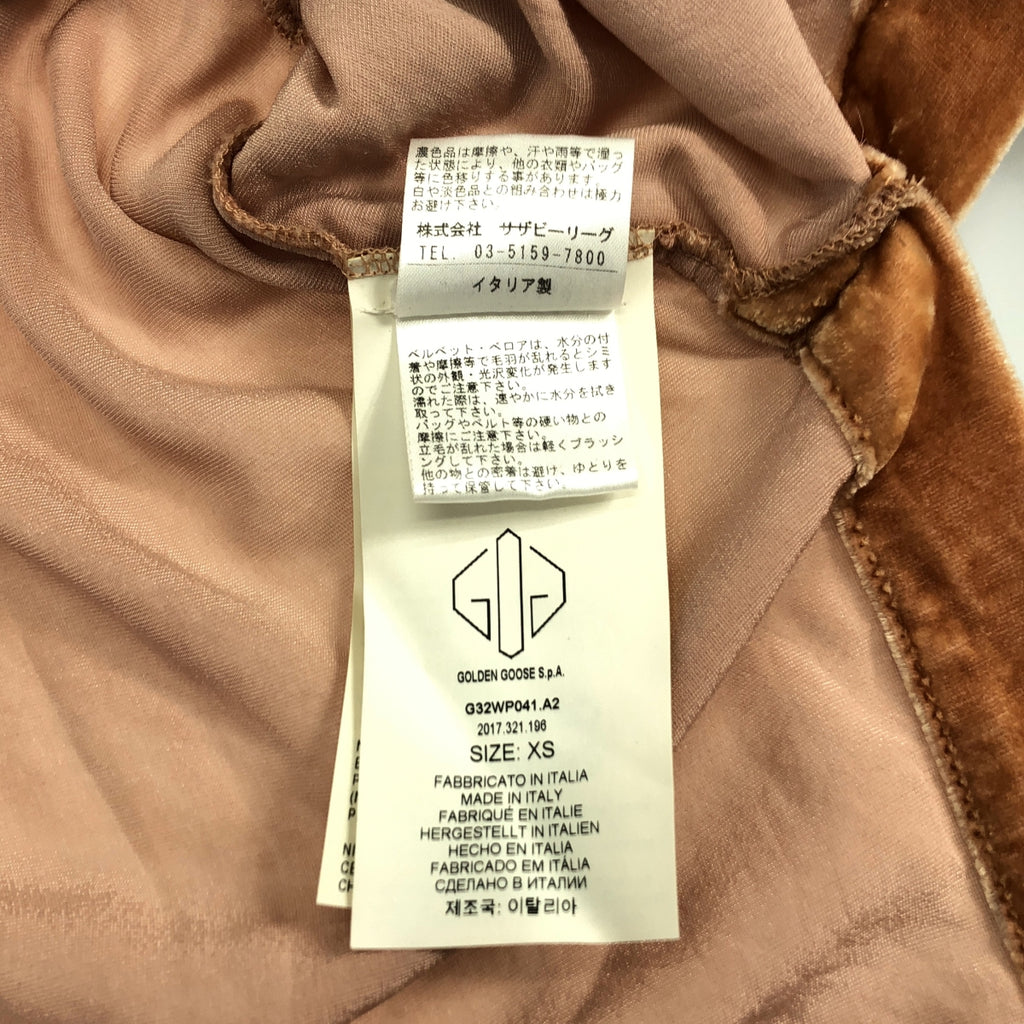 濃色品は摩擦や、汗や雨等で湿っ
た状態により、他の衣類やバッグ
等に色移りする事があります
白や淡色品との組み合わせは極力
お避け下さい。
株式会社 サザビーリーグ
TEL. 03-5159-7800
イタリア製
ベルベット・ベロアは、水分の付
着や摩擦等で毛羽が乱れるとシミ
状の外観・光沢変化が発生します
のでご注意下さい。
濡れた際は、速やかに水分を拭き
取って下さい。
バッグやベルト等の硬い物との
摩擦にご注意下さい。
立毛が乱れた場合は軽くブラッシ
ングして下さい。
他の物との密着は避け、ゆとりを
持って保管して下さい。
GOLDEN GOOSE S.p.A.
G32WP041.A2
2017.321.196
SIZE: XS
FABBRICATO IN ITALIA
MADE IN ITALY
FABRIQUÉ EN ITALIE
HERGESTELLT IN ITALIEN
HECHO EN ITALIA
FABRICADO EM ITÁLIA
СДЕЛАНО В ИТАЛИИ
제조국: 이탈리아